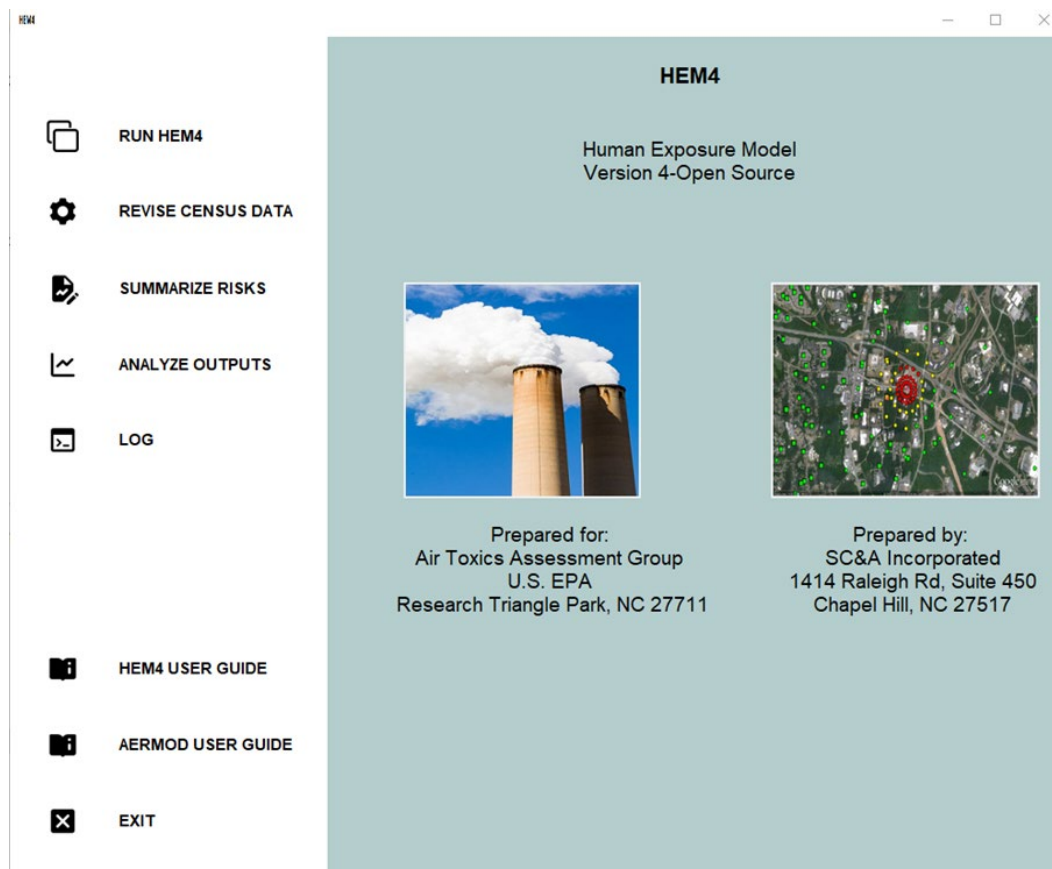 HEM4
RUN HEM4
REVISE CENSUS DATA
SUMMARIZE RISKS
ANALYZE OUTPUTS
LOG
HEM4 USER GUIDE
AERMOD USER GUIDE
EXIT
HEM4
Human Exposure Model
Version 4-Open Source
Prepared for:
Air Toxics Assessment Group
U.S. EPA
Research Triangle Park, NC 27711
Google
Prepared by:
SC&A Incorporated
1414 Raleigh Rd, Suite 450
Chapel Hill, NC 27517